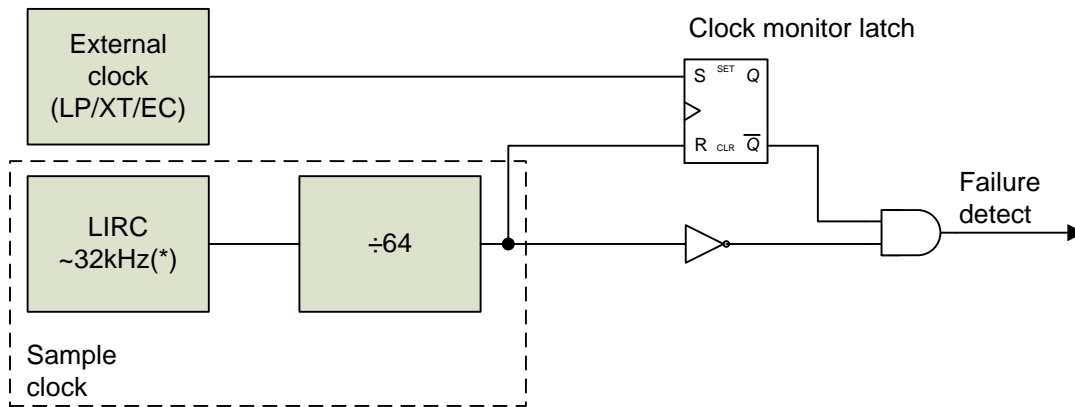 External
clock
(LP/XT/EC)
Clock monitor latch
S SET Q
R CLR Q̅
LIRC
~32kHz(*)
÷64
Failure
detect
Sample
clock